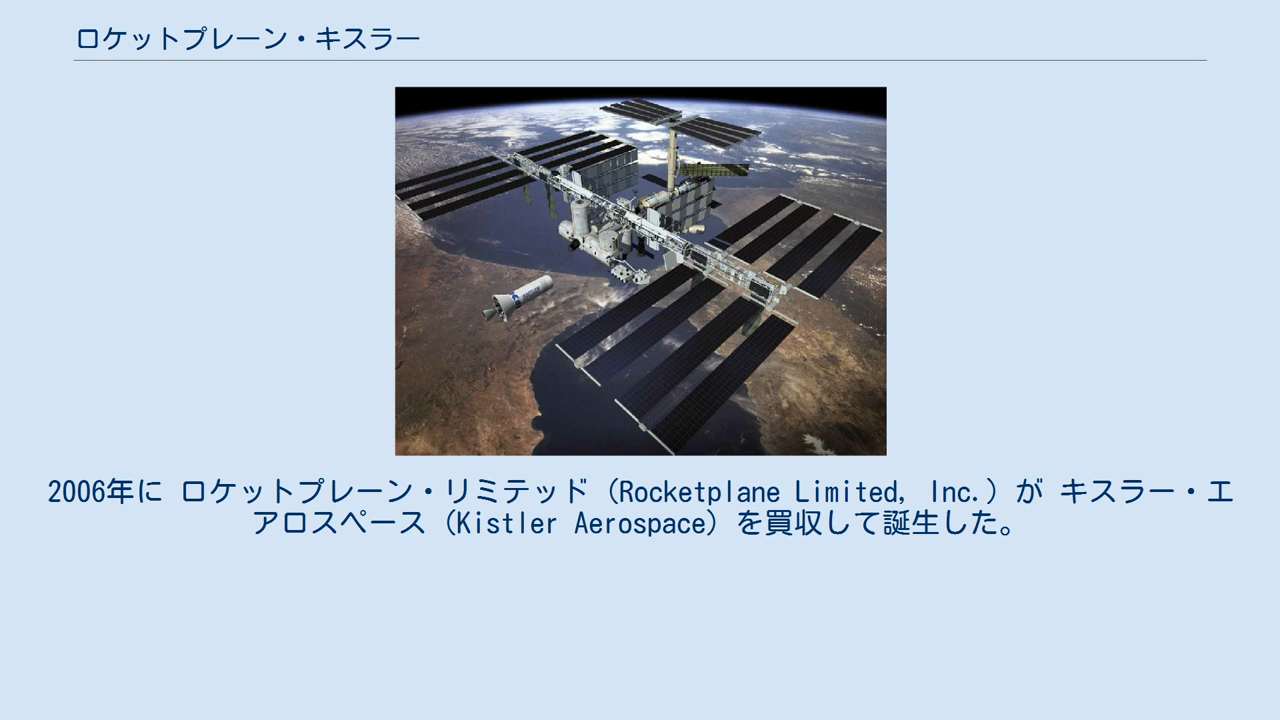 ロケットプレーン・キスラー
2006年に ロケットプレーン・リミテッド (Rocketplane Limited, Inc.) が キスラー・エ
アロスペース (Kistler Aerospace) を買収して誕生した。